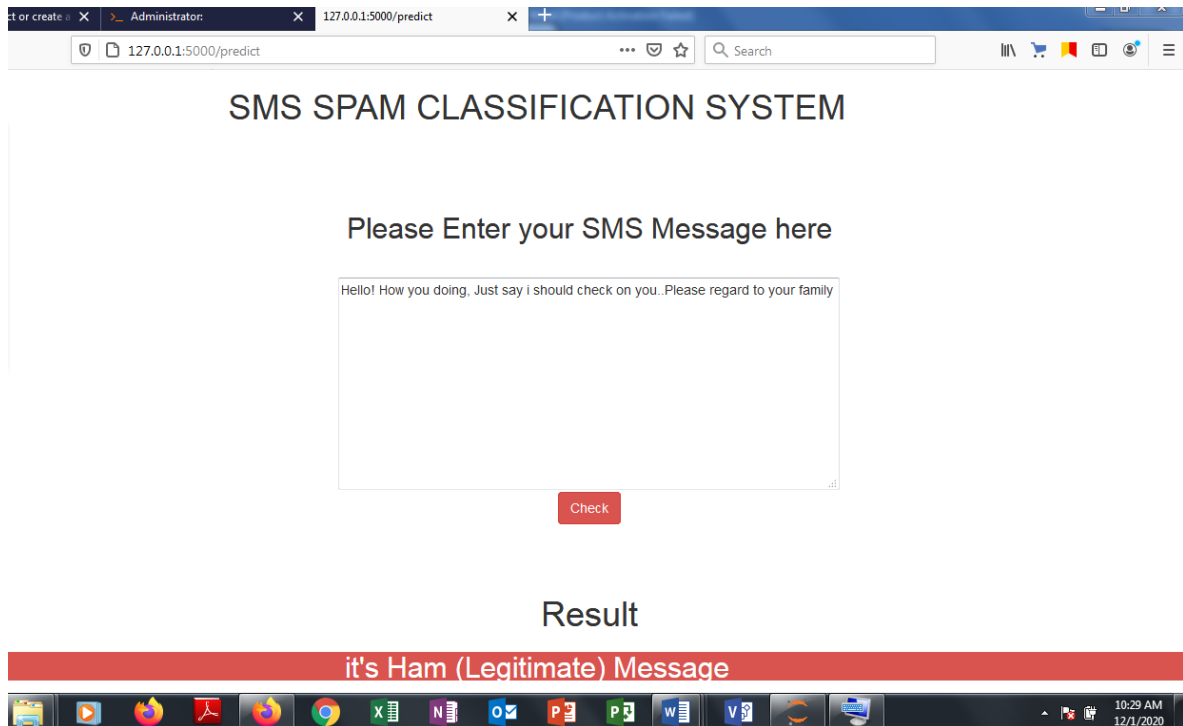 ct or create a
Administrator:
127.0.0.1:5000/predict
127.0.0.1:5000/predict
Search
SMS SPAM CLASSIFICATION SYSTEM
Please Enter your SMS Message here
Hello! How you doing, Just say i should check on you..Please regard to your family
Check
Result
it's Ham (Legitimate) Message
10:29 AM
12/1/2020